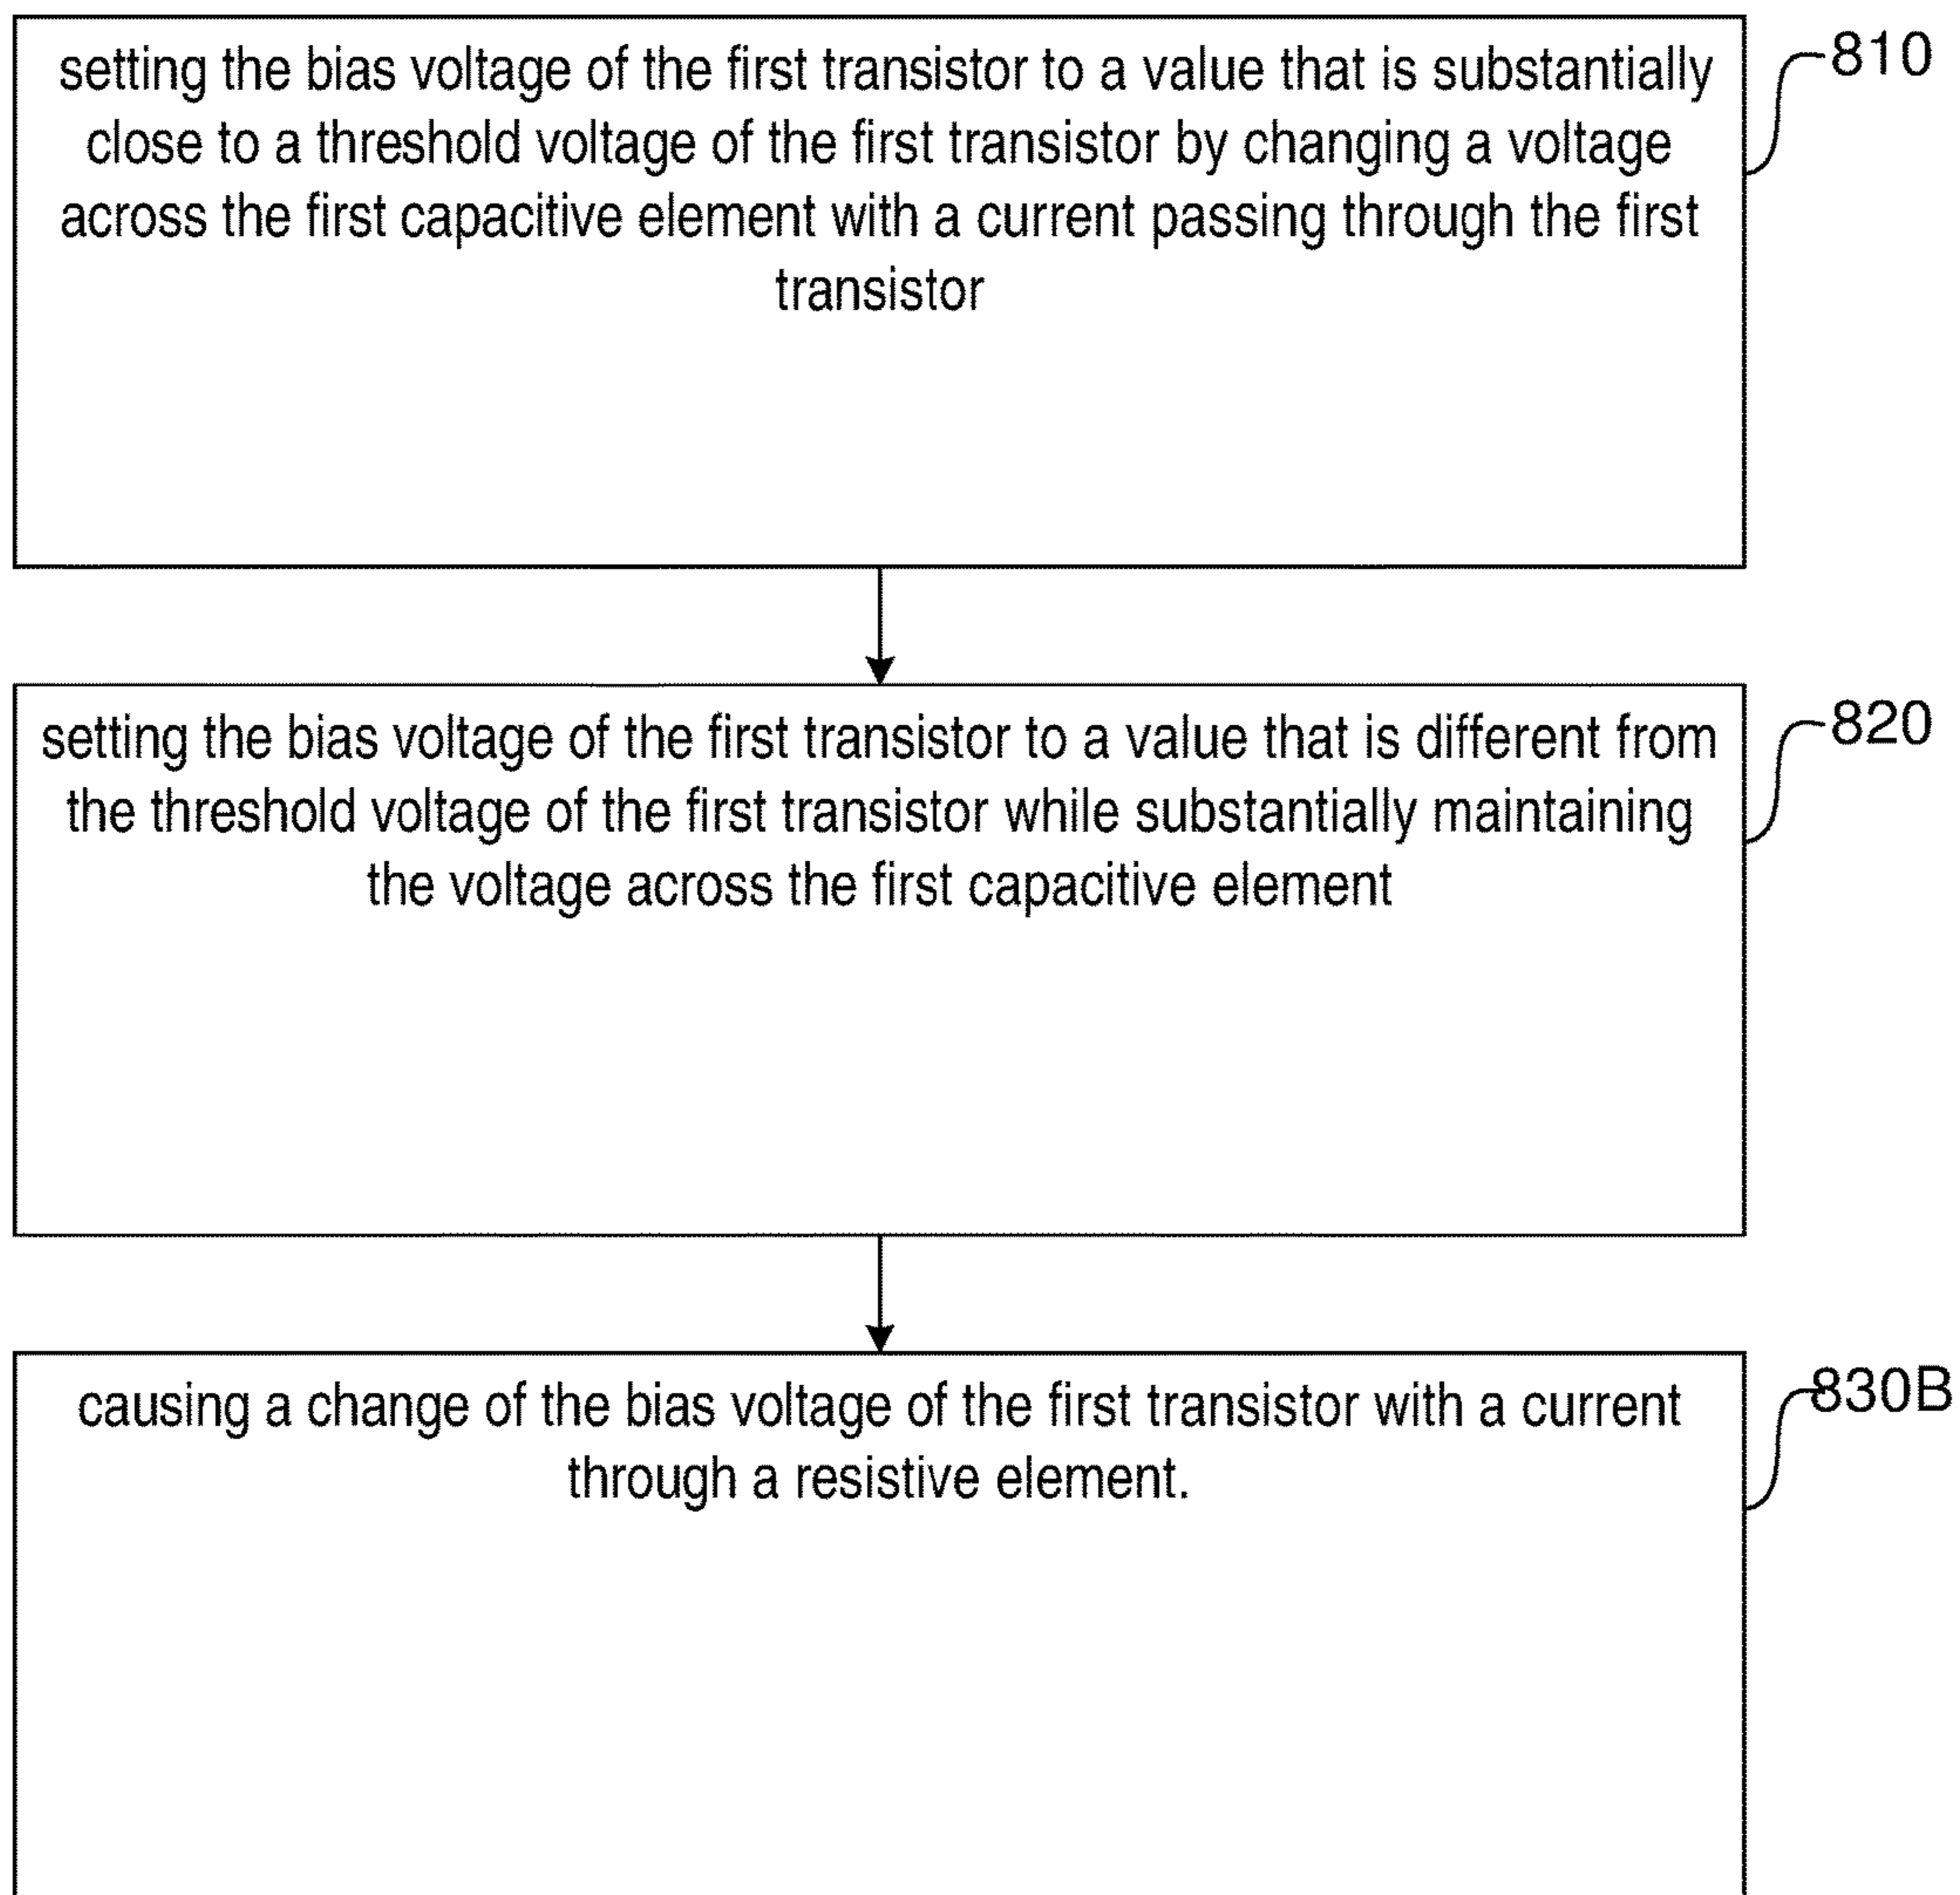 setting the bias voltage of the first transistor to a value that is substantially
close to a threshold voltage of the first transistor by changing a voltage
across the first capacitive element with a current passing through the first
transistor
810
setting the bias voltage of the first transistor to a value that is different from
the threshold voltage of the first transistor while substantially maintaining
the voltage across the first capacitive element
820
causing a change of the bias voltage of the first transistor with a current
through a resistive element.
830B